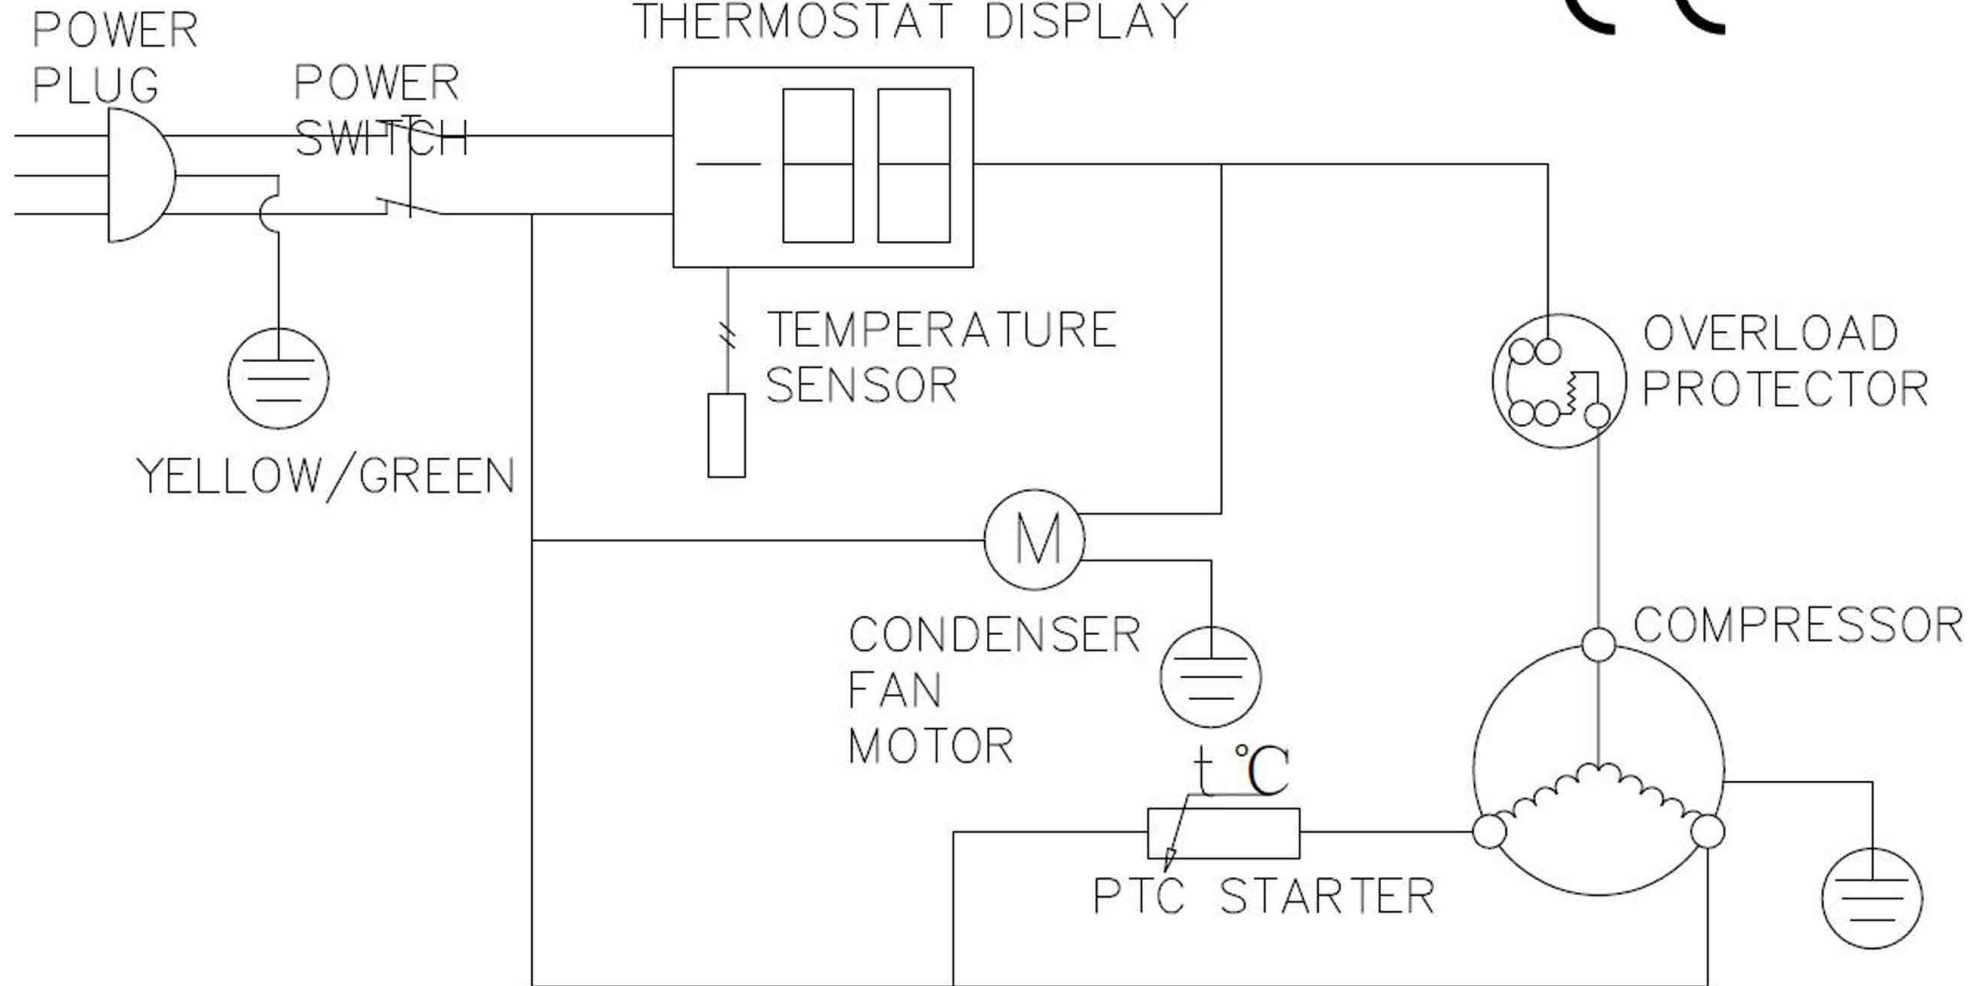 POWER
PLUG
POWER
SWITCH
THERMOSTAT DISPLAY
TEMPERATURE
SENSOR
OVERLOAD
PROTECTOR
YELLOW/GREEN
M
CONDENSER
FAN
MOTOR
COMPRESSOR
t℃
PTC STARTER